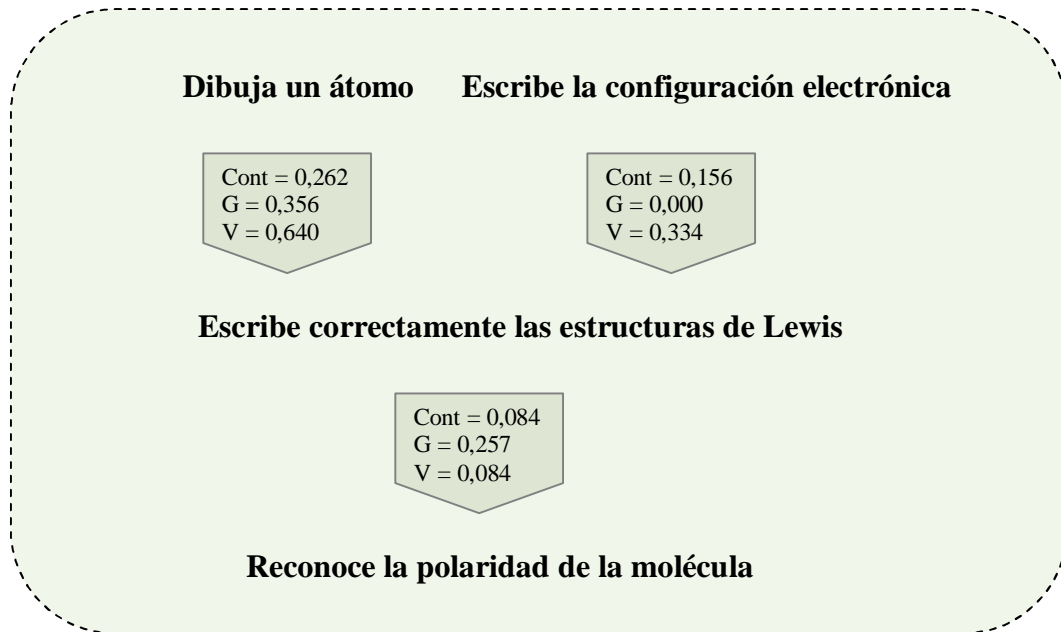 Dibuja un átomo
Escribe la configuración electrónica
Cont = 0,262
G = 0,356
V = 0,640
Cont = 0,156
G = 0,000
V = 0,334
Escribe correctamente las estructuras de Lewis
Cont = 0,084
G = 0,257
V = 0,084
Reconoce la polaridad de la molécula